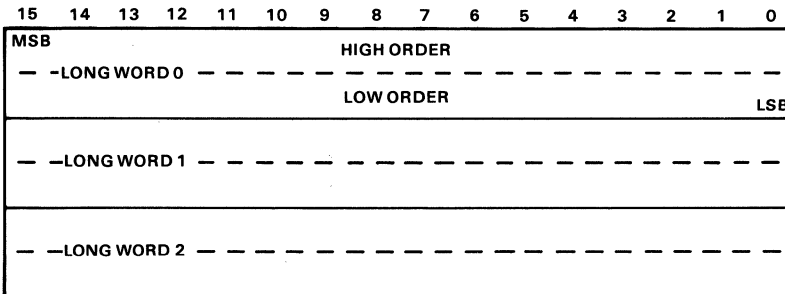 15 14 13 12 11 10 9 8 7 6 5 4 3 2 1 0
MSB
HIGH ORDER
LONG WORD 0
LOW ORDER
LSB
LONG WORD 1
LONG WORD 2